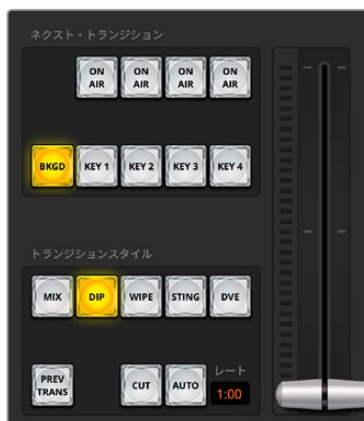 ネクスト・トランジション
ON AIR ON AIR ON AIR ON AIR
BKGD KEY 1 KEY 2 KEY 3 KEY 4
トランジションスタイル
MIX DIP WIPE STING DVE
レート
PREV TRANS CUT AUTO 1:00